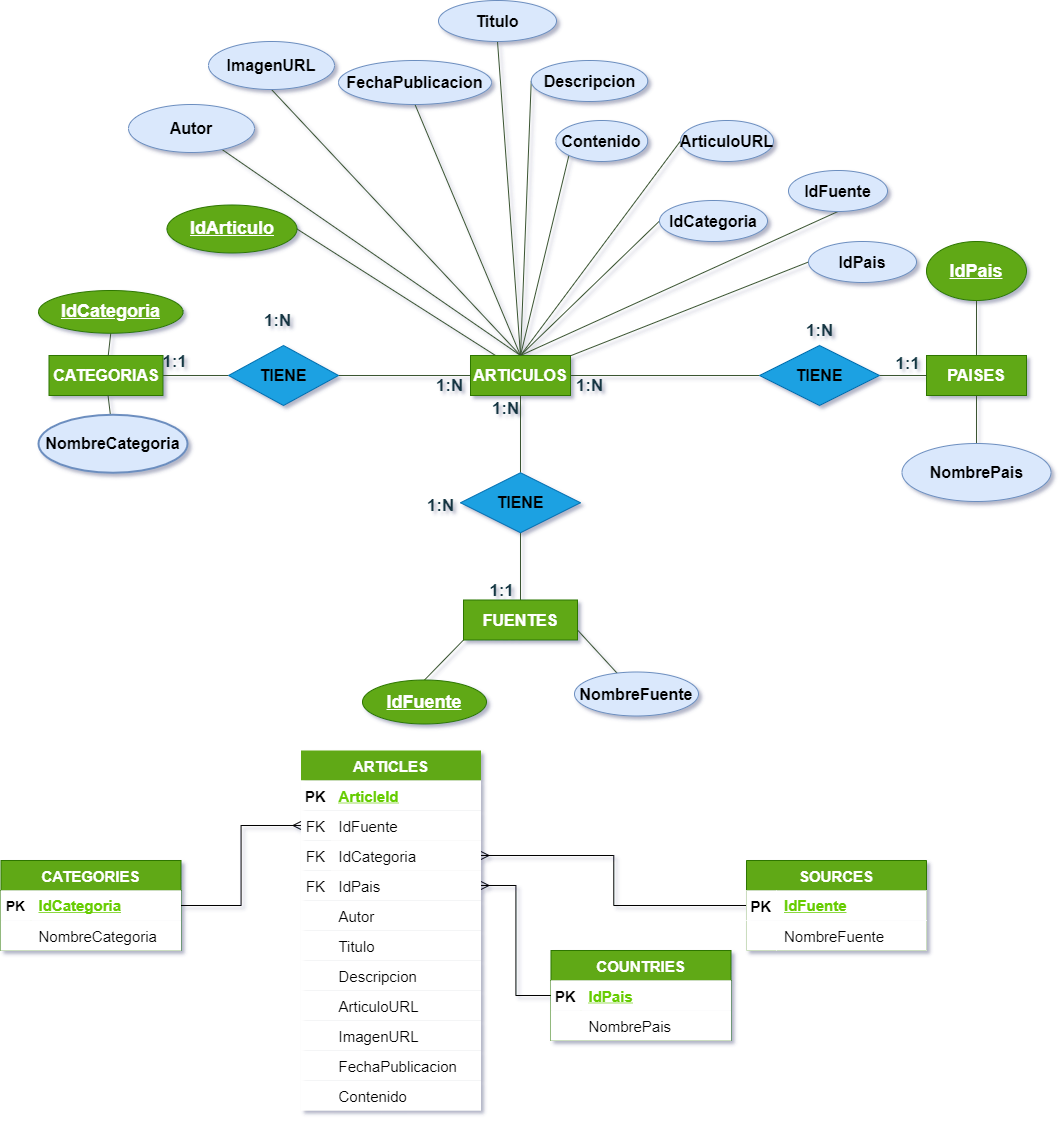 Titulo
ImagenURL
FechaPublicacion
Descripcion
Autor
Contenido
ArticuloURL
IdFuente
IdArticulo
IdCategoria
IdPais
IdPais
IdCategoria
1:N
1:N
CATEGORIAS
1:1
TIENE
1:N
ARTICULOS
1:N
TIENE
1:1
PAISES
1:N
NombreCategoria
NombrePais
1:N
TIENE
1:1
FUENTES
IdFuente
NombreFuente
ARTICLES
PK ArticleId
FK IdFuente
FK IdCategoria
FK IdPais
Autor
Titulo
Descripcion
ArticuloURL
ImagenURL
FechaPublicacion
Contenido
CATEGORIES
PK IdCategoria
NombreCategoria
SOURCES
PK IdFuente
NombreFuente
COUNTRIES
PK IdPais
NombrePais